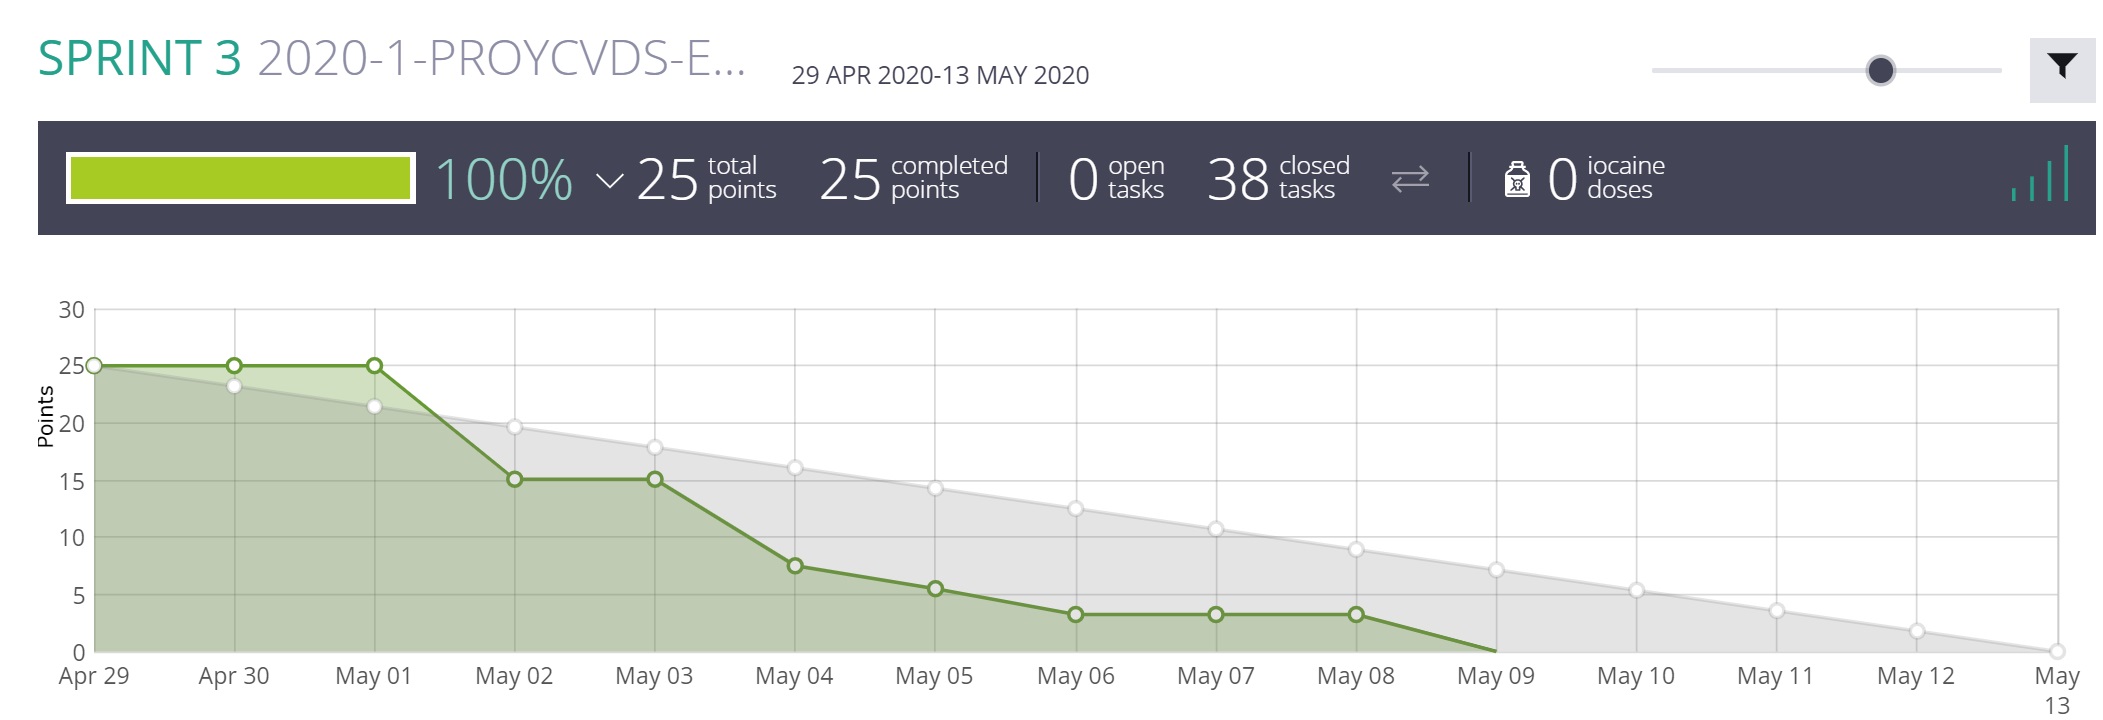 SPRINT 3 2020-1-PROYCVDS-E... 29 APR 2020-13 MAY 2020
100% 25 total points 25 completed points 0 open tasks 38 closed tasks 0 iocaine doses
Points
30
25
20
15
10
5
0
Apr 29 Apr 30 May 01 May 02 May 03 May 04 May 05 May 06 May 07 May 08 May 09 May 10 May 11 May 12 May 13